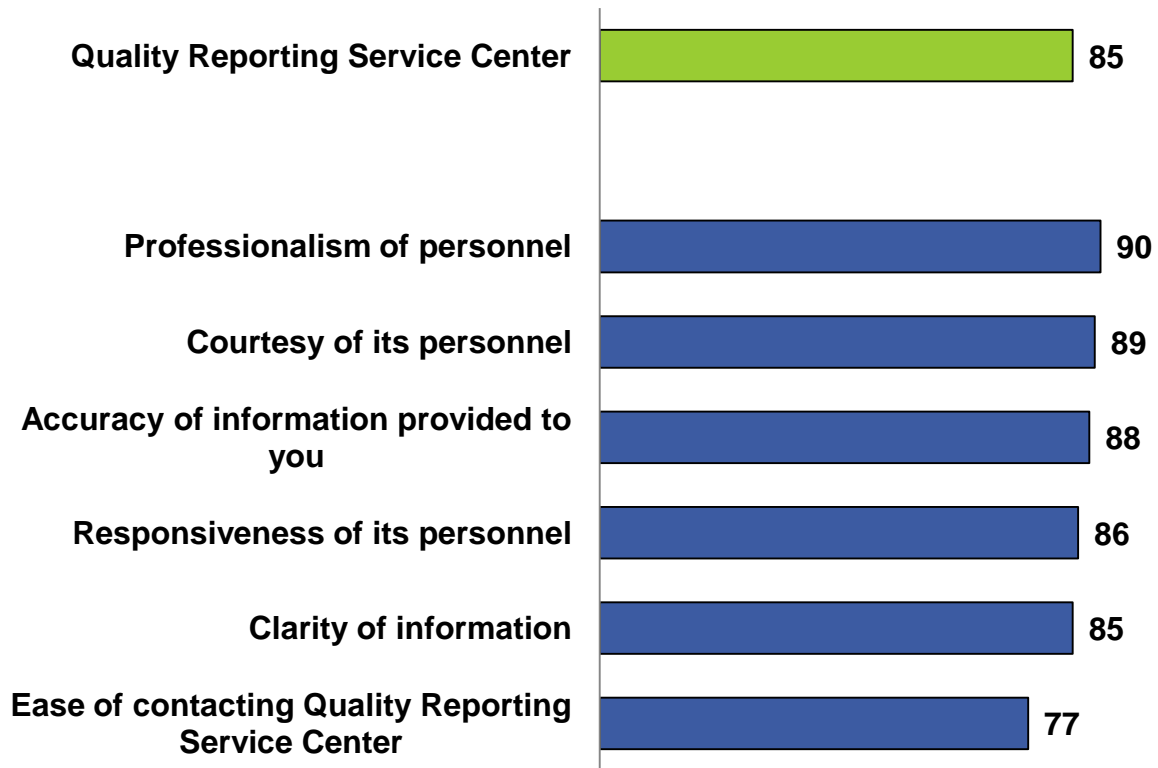 Quality Reporting Service Center
85
Professionalism of personnel
90
Courtesy of its personnel
89
Accuracy of information provided to
you
88
Responsiveness of its personnel
86
Clarity of information
85
Ease of contacting Quality Reporting
Service Center
77